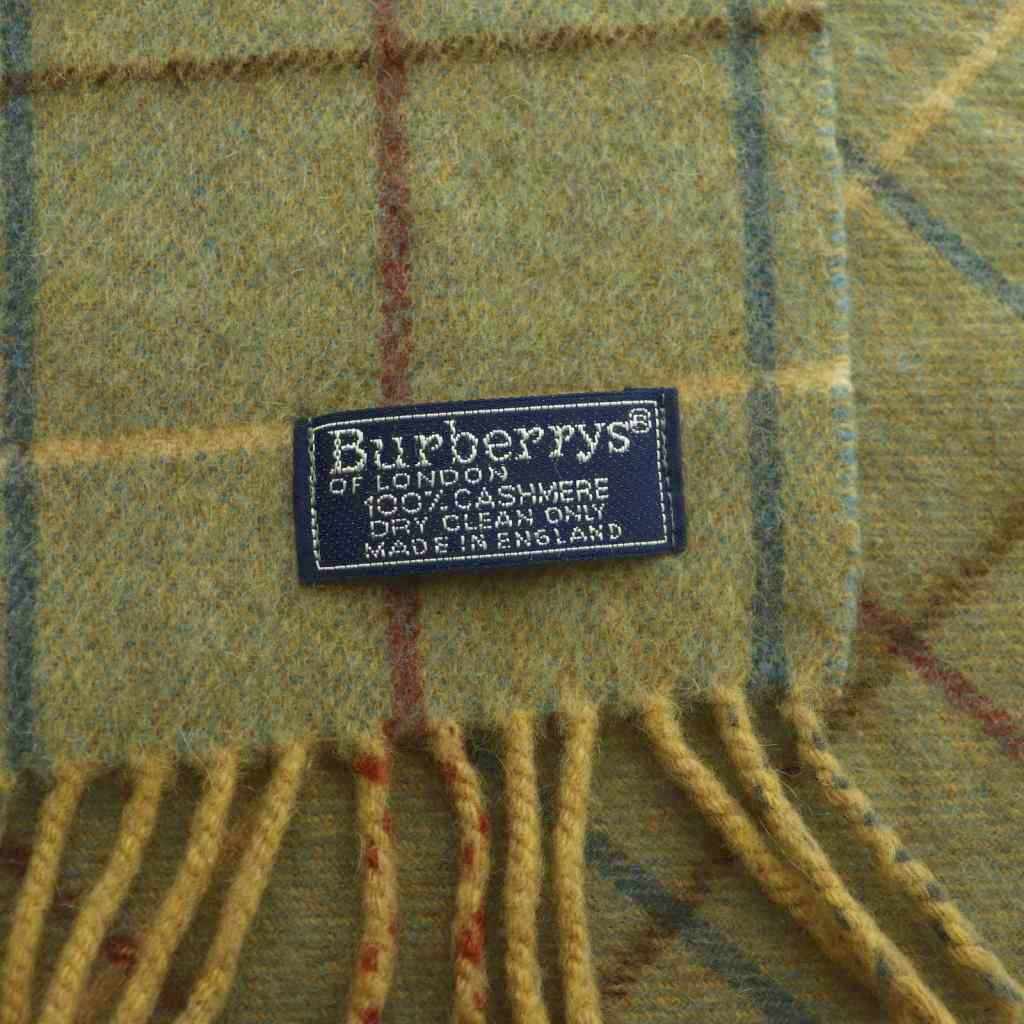 Burberrys®
OF LONDON
100% CASHMERE
DRY CLEAN ONLY
MADE IN ENGLAND